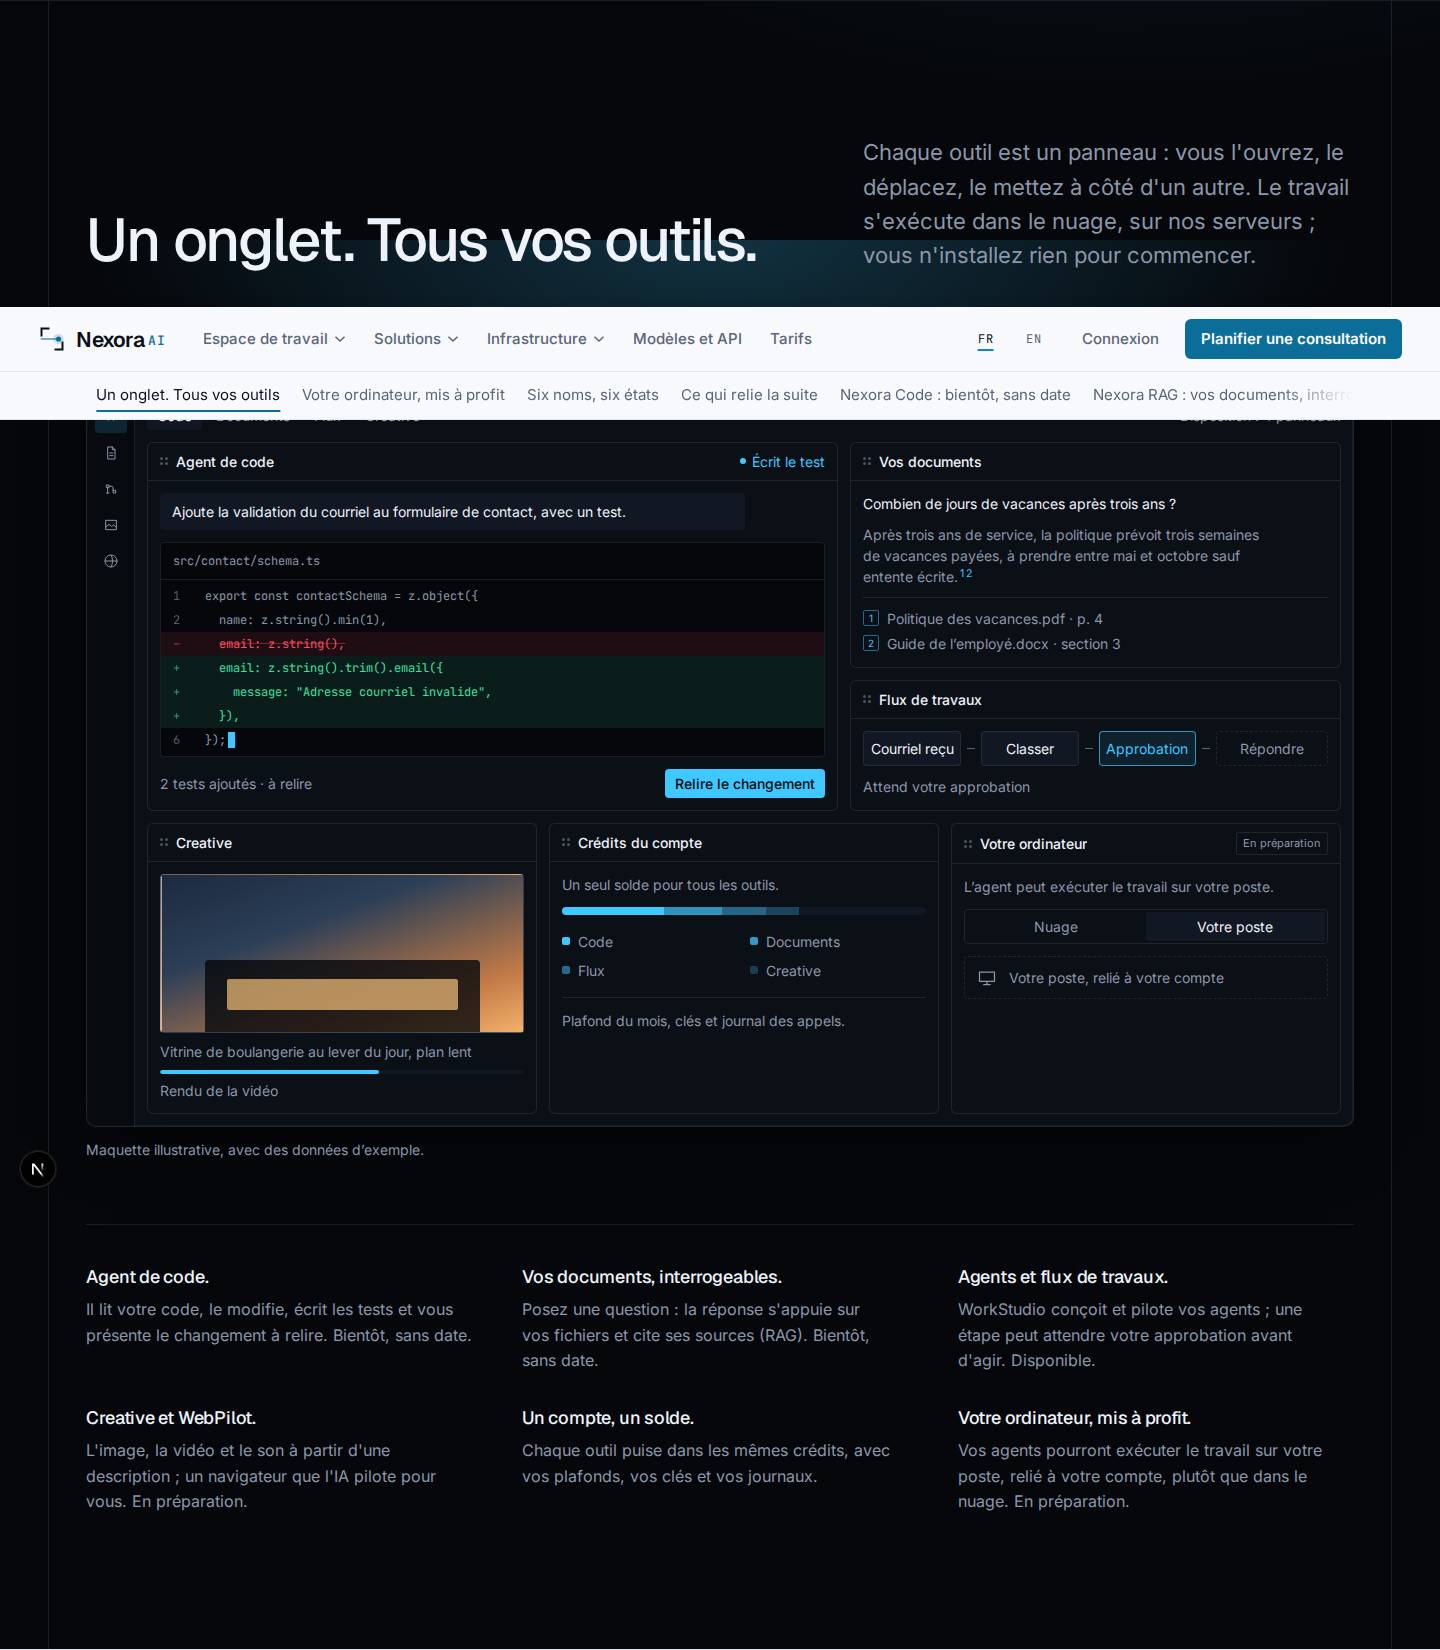 Un onglet. Tous vos outils.
Chaque outil est un panneau : vous l'ouvrez, le
déplacez, le mettez à côté d'un autre. Le travail
s'exécute dans le nuage, sur nos serveurs ;
vous n'installez rien pour commencer.
Nexora AI
Espace de travail
Solutions
Infrastructure
Modèles et API
Tarifs
FR
EN
Connexion
Planifier une consultation
Un onglet. Tous vos outils
Votre ordinateur, mis à profit
Six noms, six états
Ce qui relie la suite
Nexora Code : bientôt, sans date
Nexora RAG : vos documents,
Agent de code
Écrit le test
Ajoute la validation du courriel au formulaire de contact, avec un test.
src/contact/schema.ts
1 export const contactSchema = z.object({
2 name: z.string().min(1),
- email: z.string(),
+ email: z.string().trim().email({
+ message: "Adresse courriel invalide",
+ }),
6 });
2 tests ajoutés · à relire
Relire le changement
Vos documents
Combien de jours de vacances après trois ans ?
Après trois ans de service, la politique prévoit trois semaines
de vacances payées, à prendre entre mai et octobre sauf
entente écrite. 1 2
1 Politique des vacances.pdf · p. 4
2 Guide de l’employé.docx · section 3
Flux de travaux
Courriel reçu
Classer
Approbation
Répondre
Attend votre approbation
Creative
Vitrine de boulangerie au lever du jour, plan lent
Rendu de la vidéo
Crédits du compte
Un seul solde pour tous les outils.
Code
Documents
Flux
Creative
Plafond du mois, clés et journal des appels.
Votre ordinateur
En préparation
L’agent peut exécuter le travail sur votre poste.
Nuage
Votre poste
Votre poste, relié à votre compte
Maquette illustrative, avec des données d’exemple.
N
Agent de code.
Il lit votre code, le modifie, écrit les tests et vous
présente le changement à relire. Bientôt, sans date.
Vos documents, interrogeables.
Posez une question : la réponse s'appuie sur
vos fichiers et cite ses sources (RAG). Bientôt,
sans date.
Agents et flux de travaux.
WorkStudio conçoit et pilote vos agents ; une
étape peut attendre votre approbation avant
d'agir. Disponible.
Creative et WebPilot.
L'image, la vidéo et le son à partir d'une
description ; un navigateur que l'IA pilote pour
vous. En préparation.
Un compte, un solde.
Chaque outil puise dans les mêmes crédits, avec
vos plafonds, vos clés et vos journaux.
Votre ordinateur, mis à profit.
Vos agents pourront exécuter le travail sur votre
poste, relié à votre compte, plutôt que dans le
nuage. En préparation.